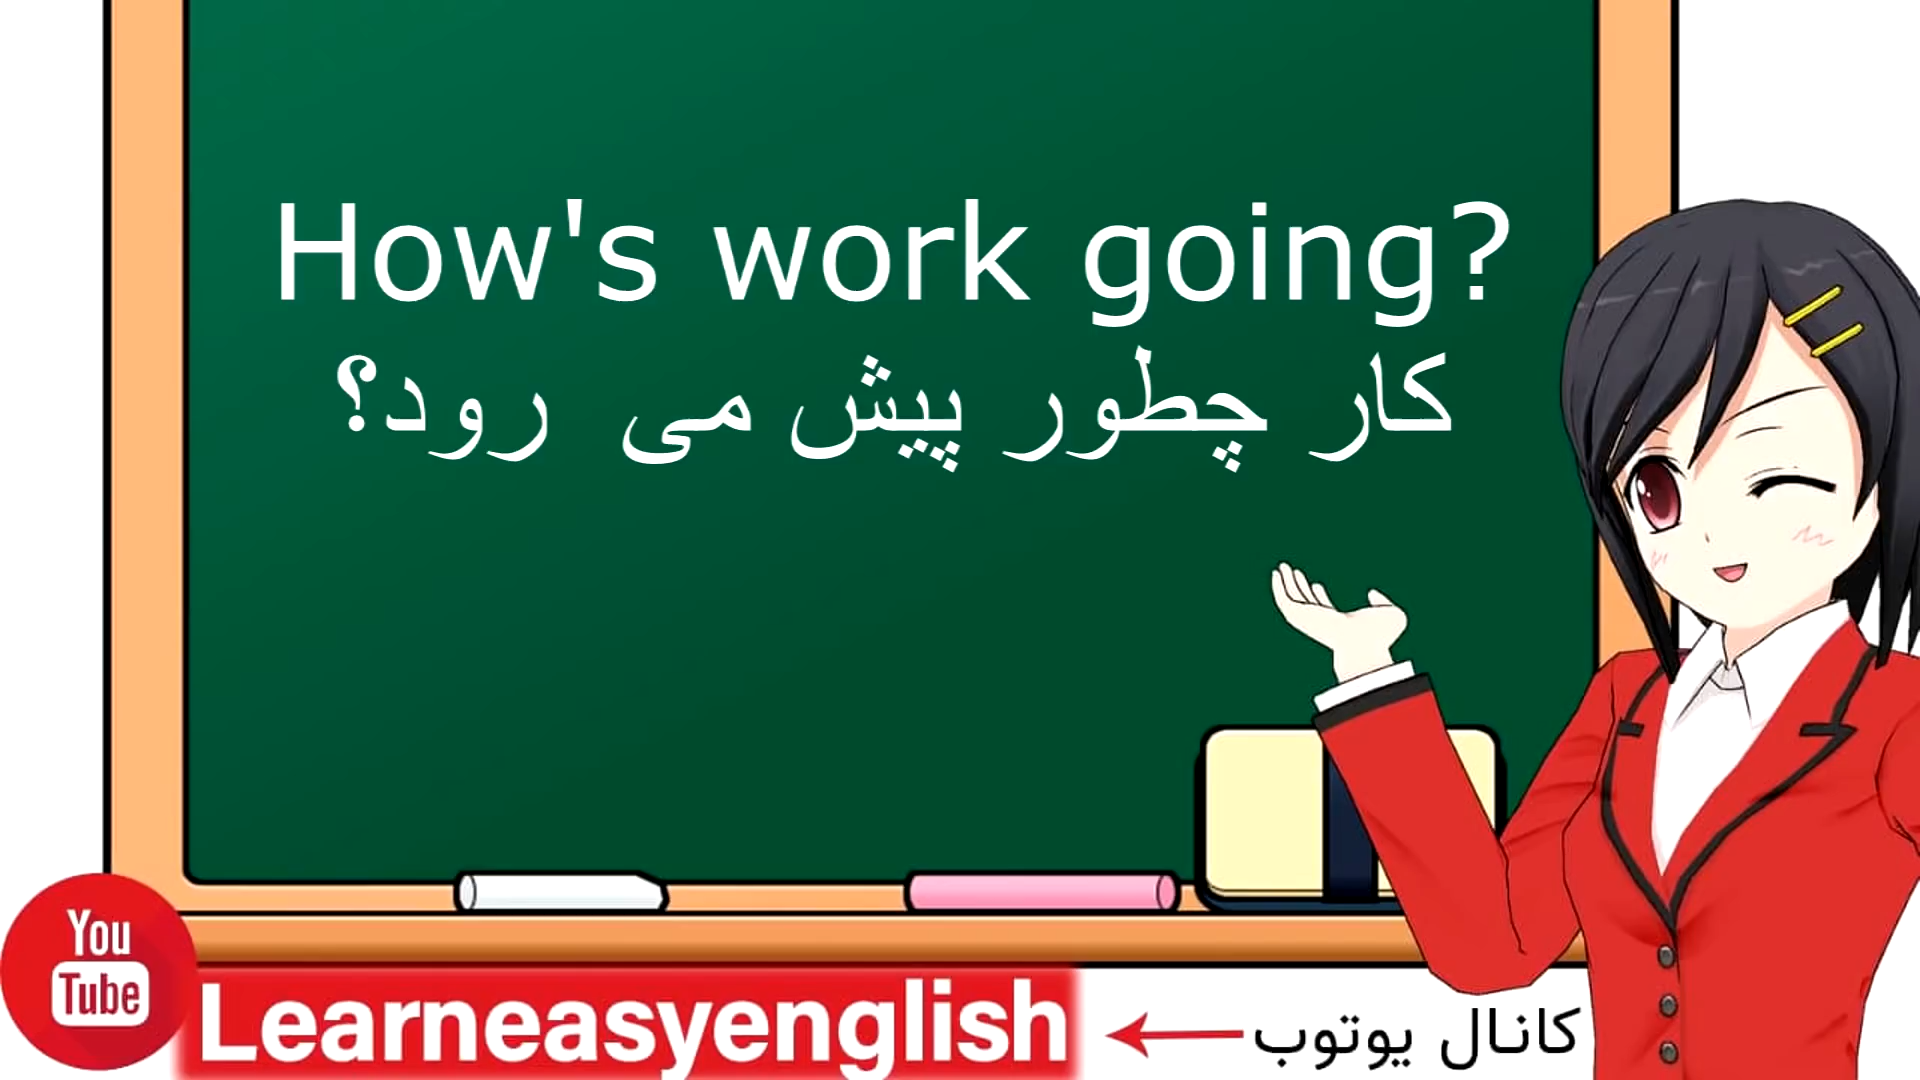 How's work going?
کار چطور پیش می رود؟
You
Tube
Learneasyenglish
کانال یوتوب